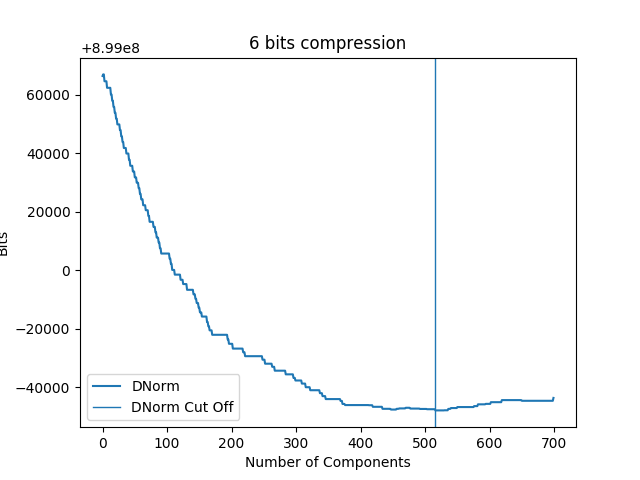 6 bits compression
+8.99e8
60000
40000
20000
0
−20000
−40000
Bits
DNorm
DNorm Cut Off
0 100 200 300 400 500 600 700
Number of Components